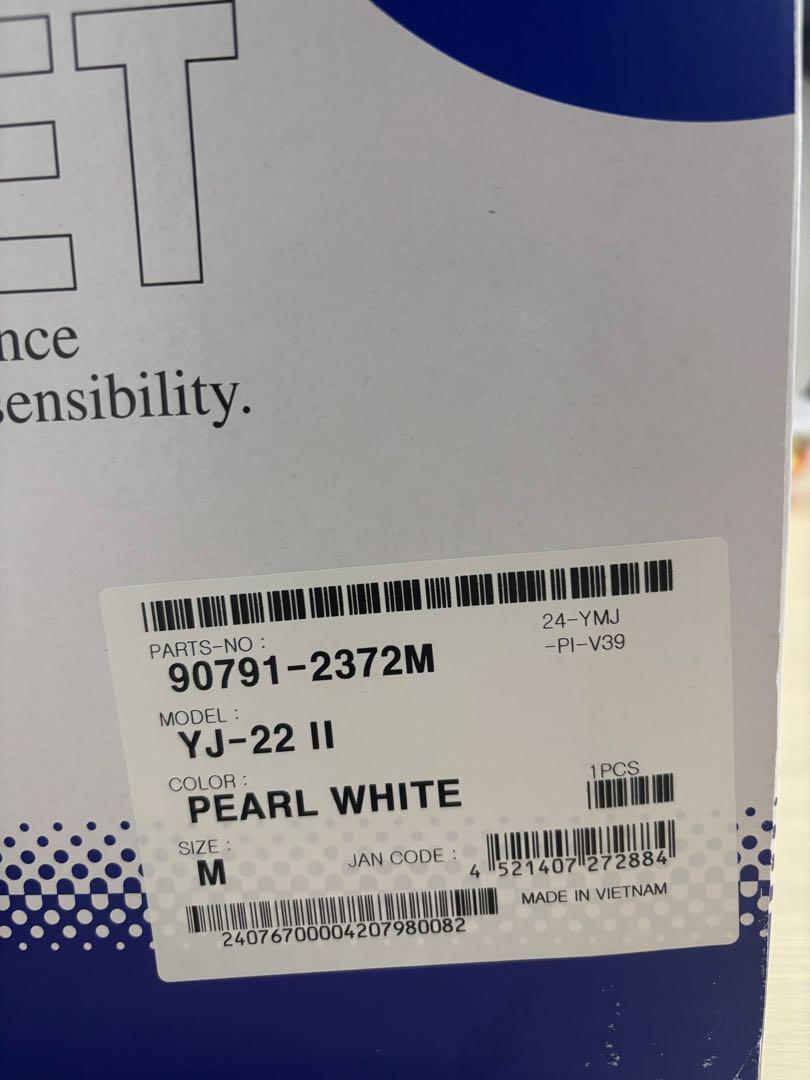 ET
nce
sensibility.
PARTS-NO :
90791-2372M
24-YMJ
-PI-V39
MODEL :
YJ-22 II
COLOR :
PEARL WHITE
1PCS
SIZE :
M
JAN CODE :
4 521407 272884
MADE IN VIETNAM
24076700004207980082